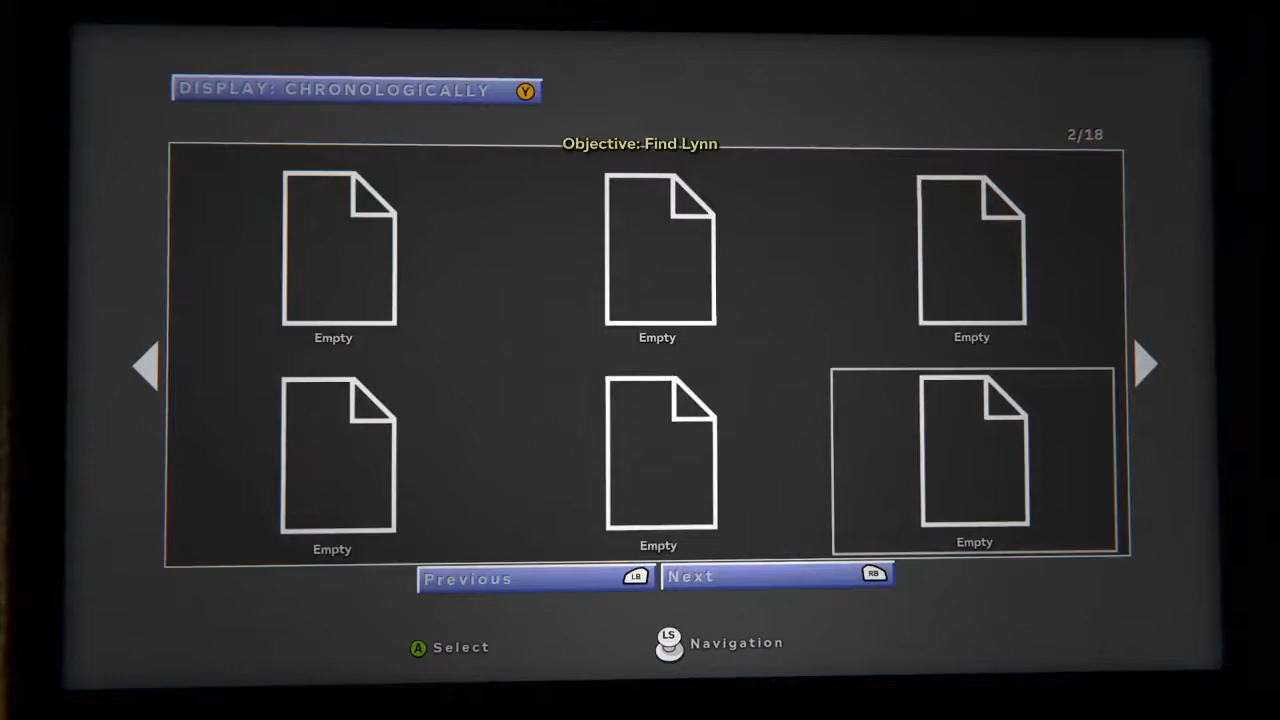 DISPLAY: CHRONOLOGICALLY Y
2/18
Objective: Find Lynn
Empty Empty Empty
Empty Empty Empty
Previous LB Next RB
A Select LS Navigation